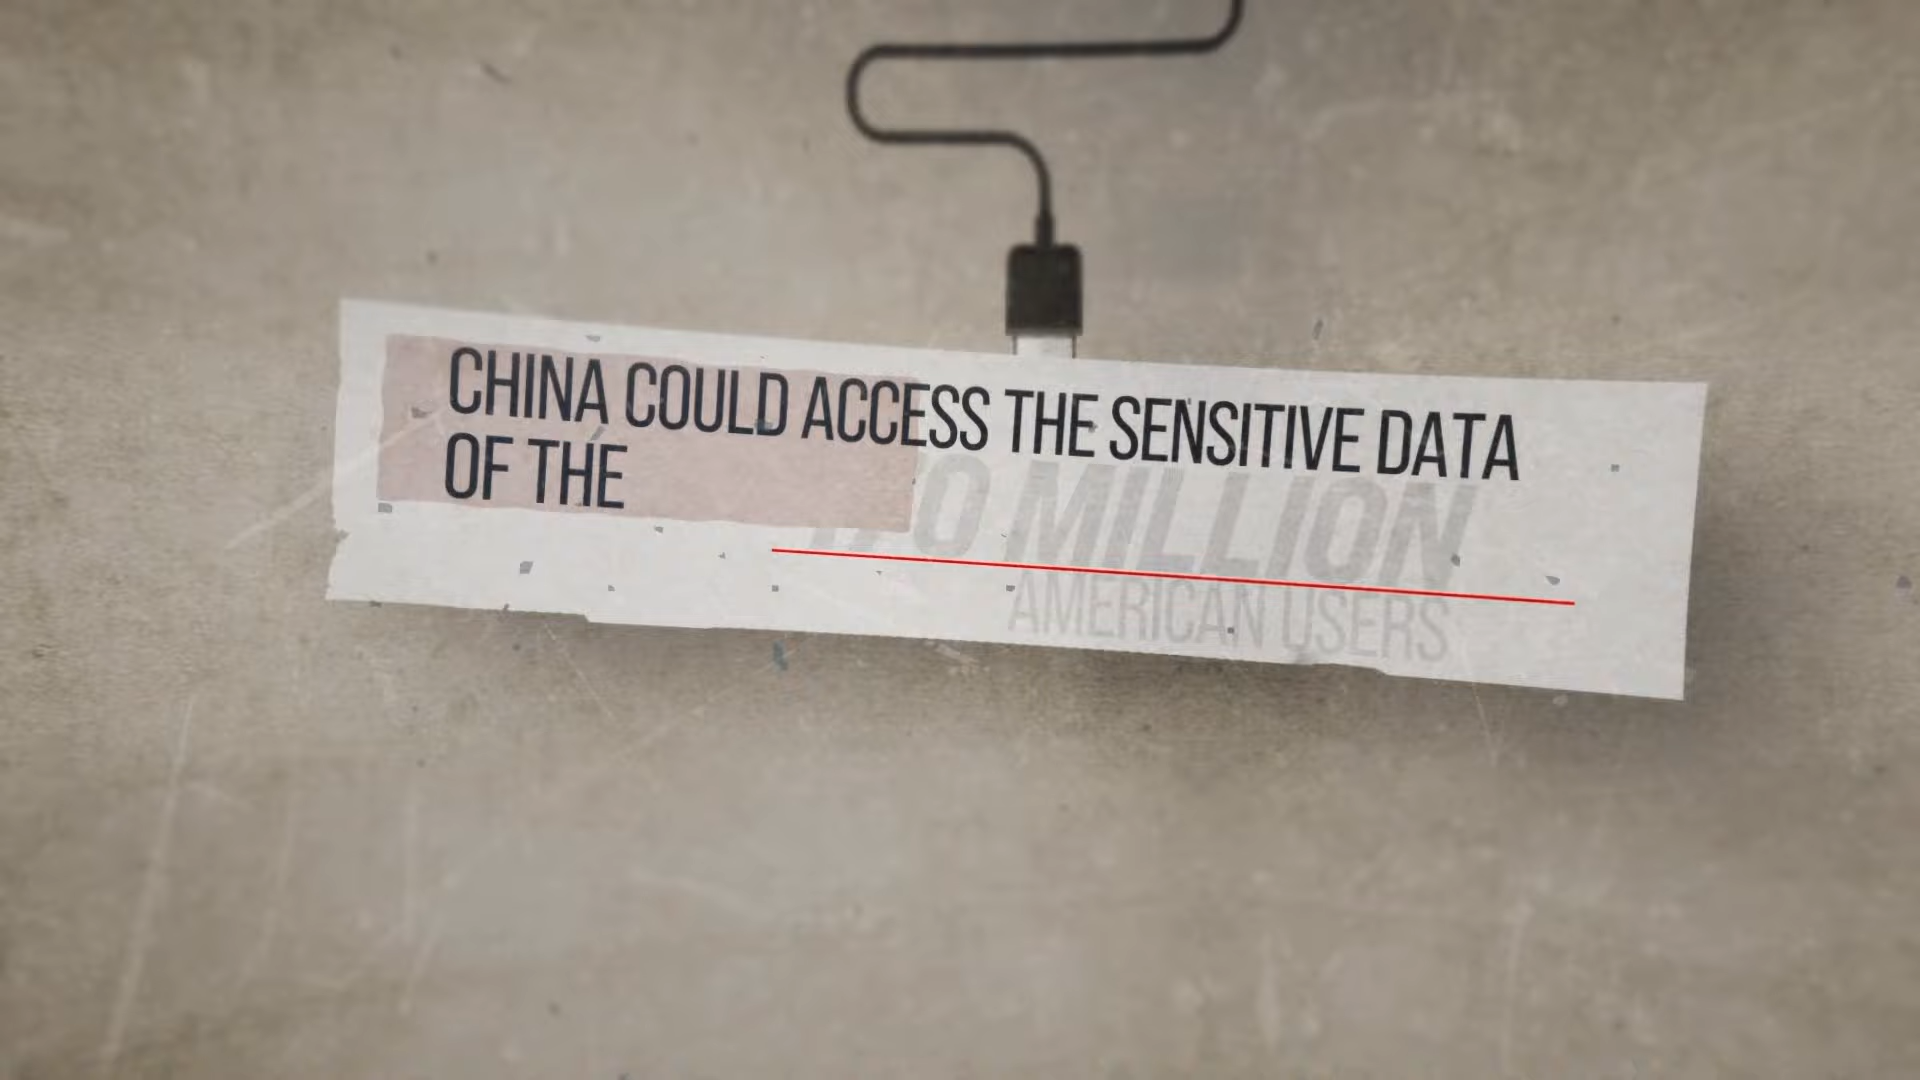 CHINA COULD ACCESS THE SENSITIVE DATA
OF THE
MILLION
AMERICAN USERS